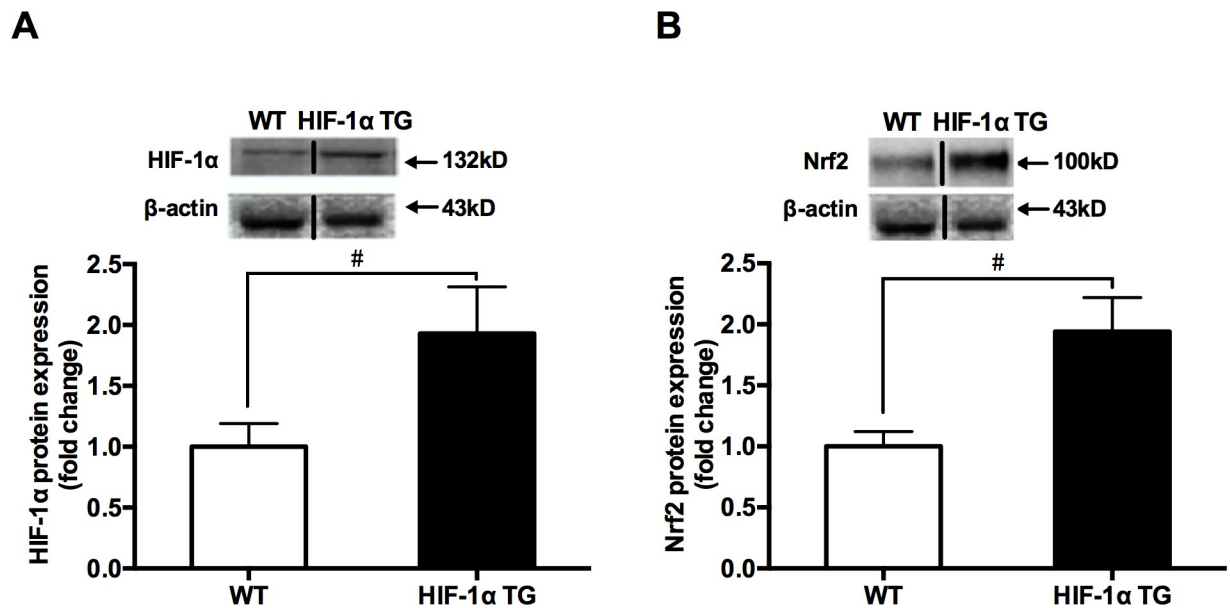 A
WT HIF-1α TG
HIF-1α
132kD
β-actin
43kD
#
2.5
2.0
1.5
1.0
0.5
0.0
HIF-1α protein expression
(fold change)
WT
HIF-1α TG
B
WT HIF-1α TG
Nrf2
100kD
β-actin
43kD
#
2.5
2.0
1.5
1.0
0.5
0.0
Nrf2 protein expression
(fold change)
WT
HIF-1α TG